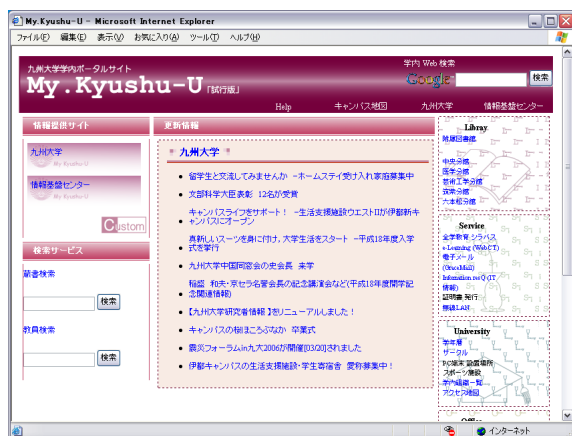 My.Kyushu-U - Microsoft Internet Explorer
ファイル(F) 編集(E) 表示(V) お気に入り(A) ツール(T) ヘルプ(H)
九州大学学内ポータルサイト
My.Kyushu-U「試行版」
学内 Web 検索
Google 検索
Help キャンパス地図 九州大学 情報基盤センター
情報提供サイト
九州大学
My Kyushu-U
情報基盤センター
My Kyushu-U
Custom
検索サービス
蔵書検索
検索
教員検索
検索
更新情報
九州大学
留学生と交流してみませんか －ホームステイ受け入れ家庭募集中
文部科学大臣表彰 12名が受賞
キャンパスライフをサポート！ －生活支援施設ウエストIIが伊都新キャ
ンパスにオープン
真新しいスーツを身に付け、大学生活をスタート －平成18年度入学
式を挙行
九州大学中国同窓会の史会長 来学
稲盛 和夫・京セラ名誉会長の記念講演会など(平成18年度開学記
念関連情報)
【九州大学研究者情報】をリニューアルしました！
キャンパスの桜ほころぶなか 卒業式
震災フォーラムin九大2006が開催[03/20]されました
伊都キャンパスの生活支援施設・学生寄宿舎 愛称募集中！
Libray
附属図書館
中央分館
医学分館
芸術工学分館
筑紫分館
六本松分館
Service
全学教育シラバス
e-Learning (WebCT)
電子メール
(GraceMail)
Information res Q (IT
情報)
証明書 発行
無線LAN
University
学年暦
サークル
PC端末 設置場所
スポーツ施設
学内組織一覧
アクセス地図
Office
インターネット